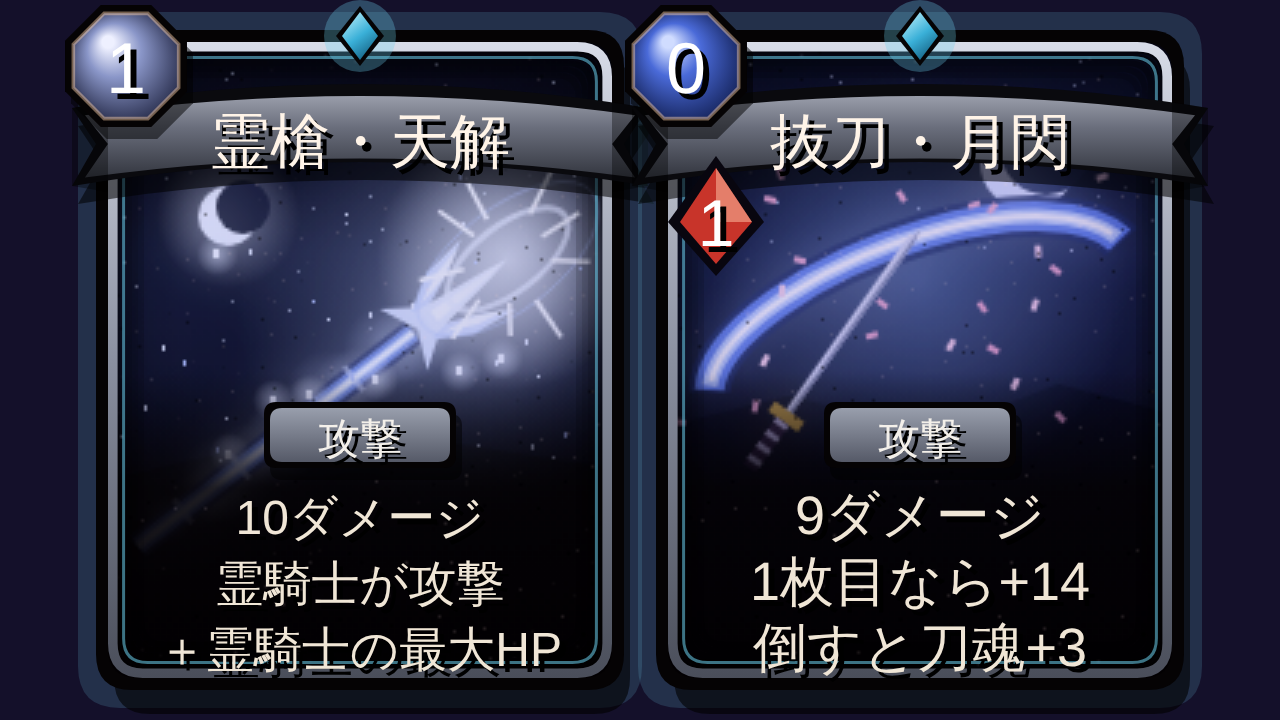 1
霊槍・天解
攻撃
10ダメージ
霊騎士が攻撃
＋霊騎士の最大HP
0
抜刀・月閃
1
攻撃
9ダメージ
1枚目なら+14
倒すと刀魂+3